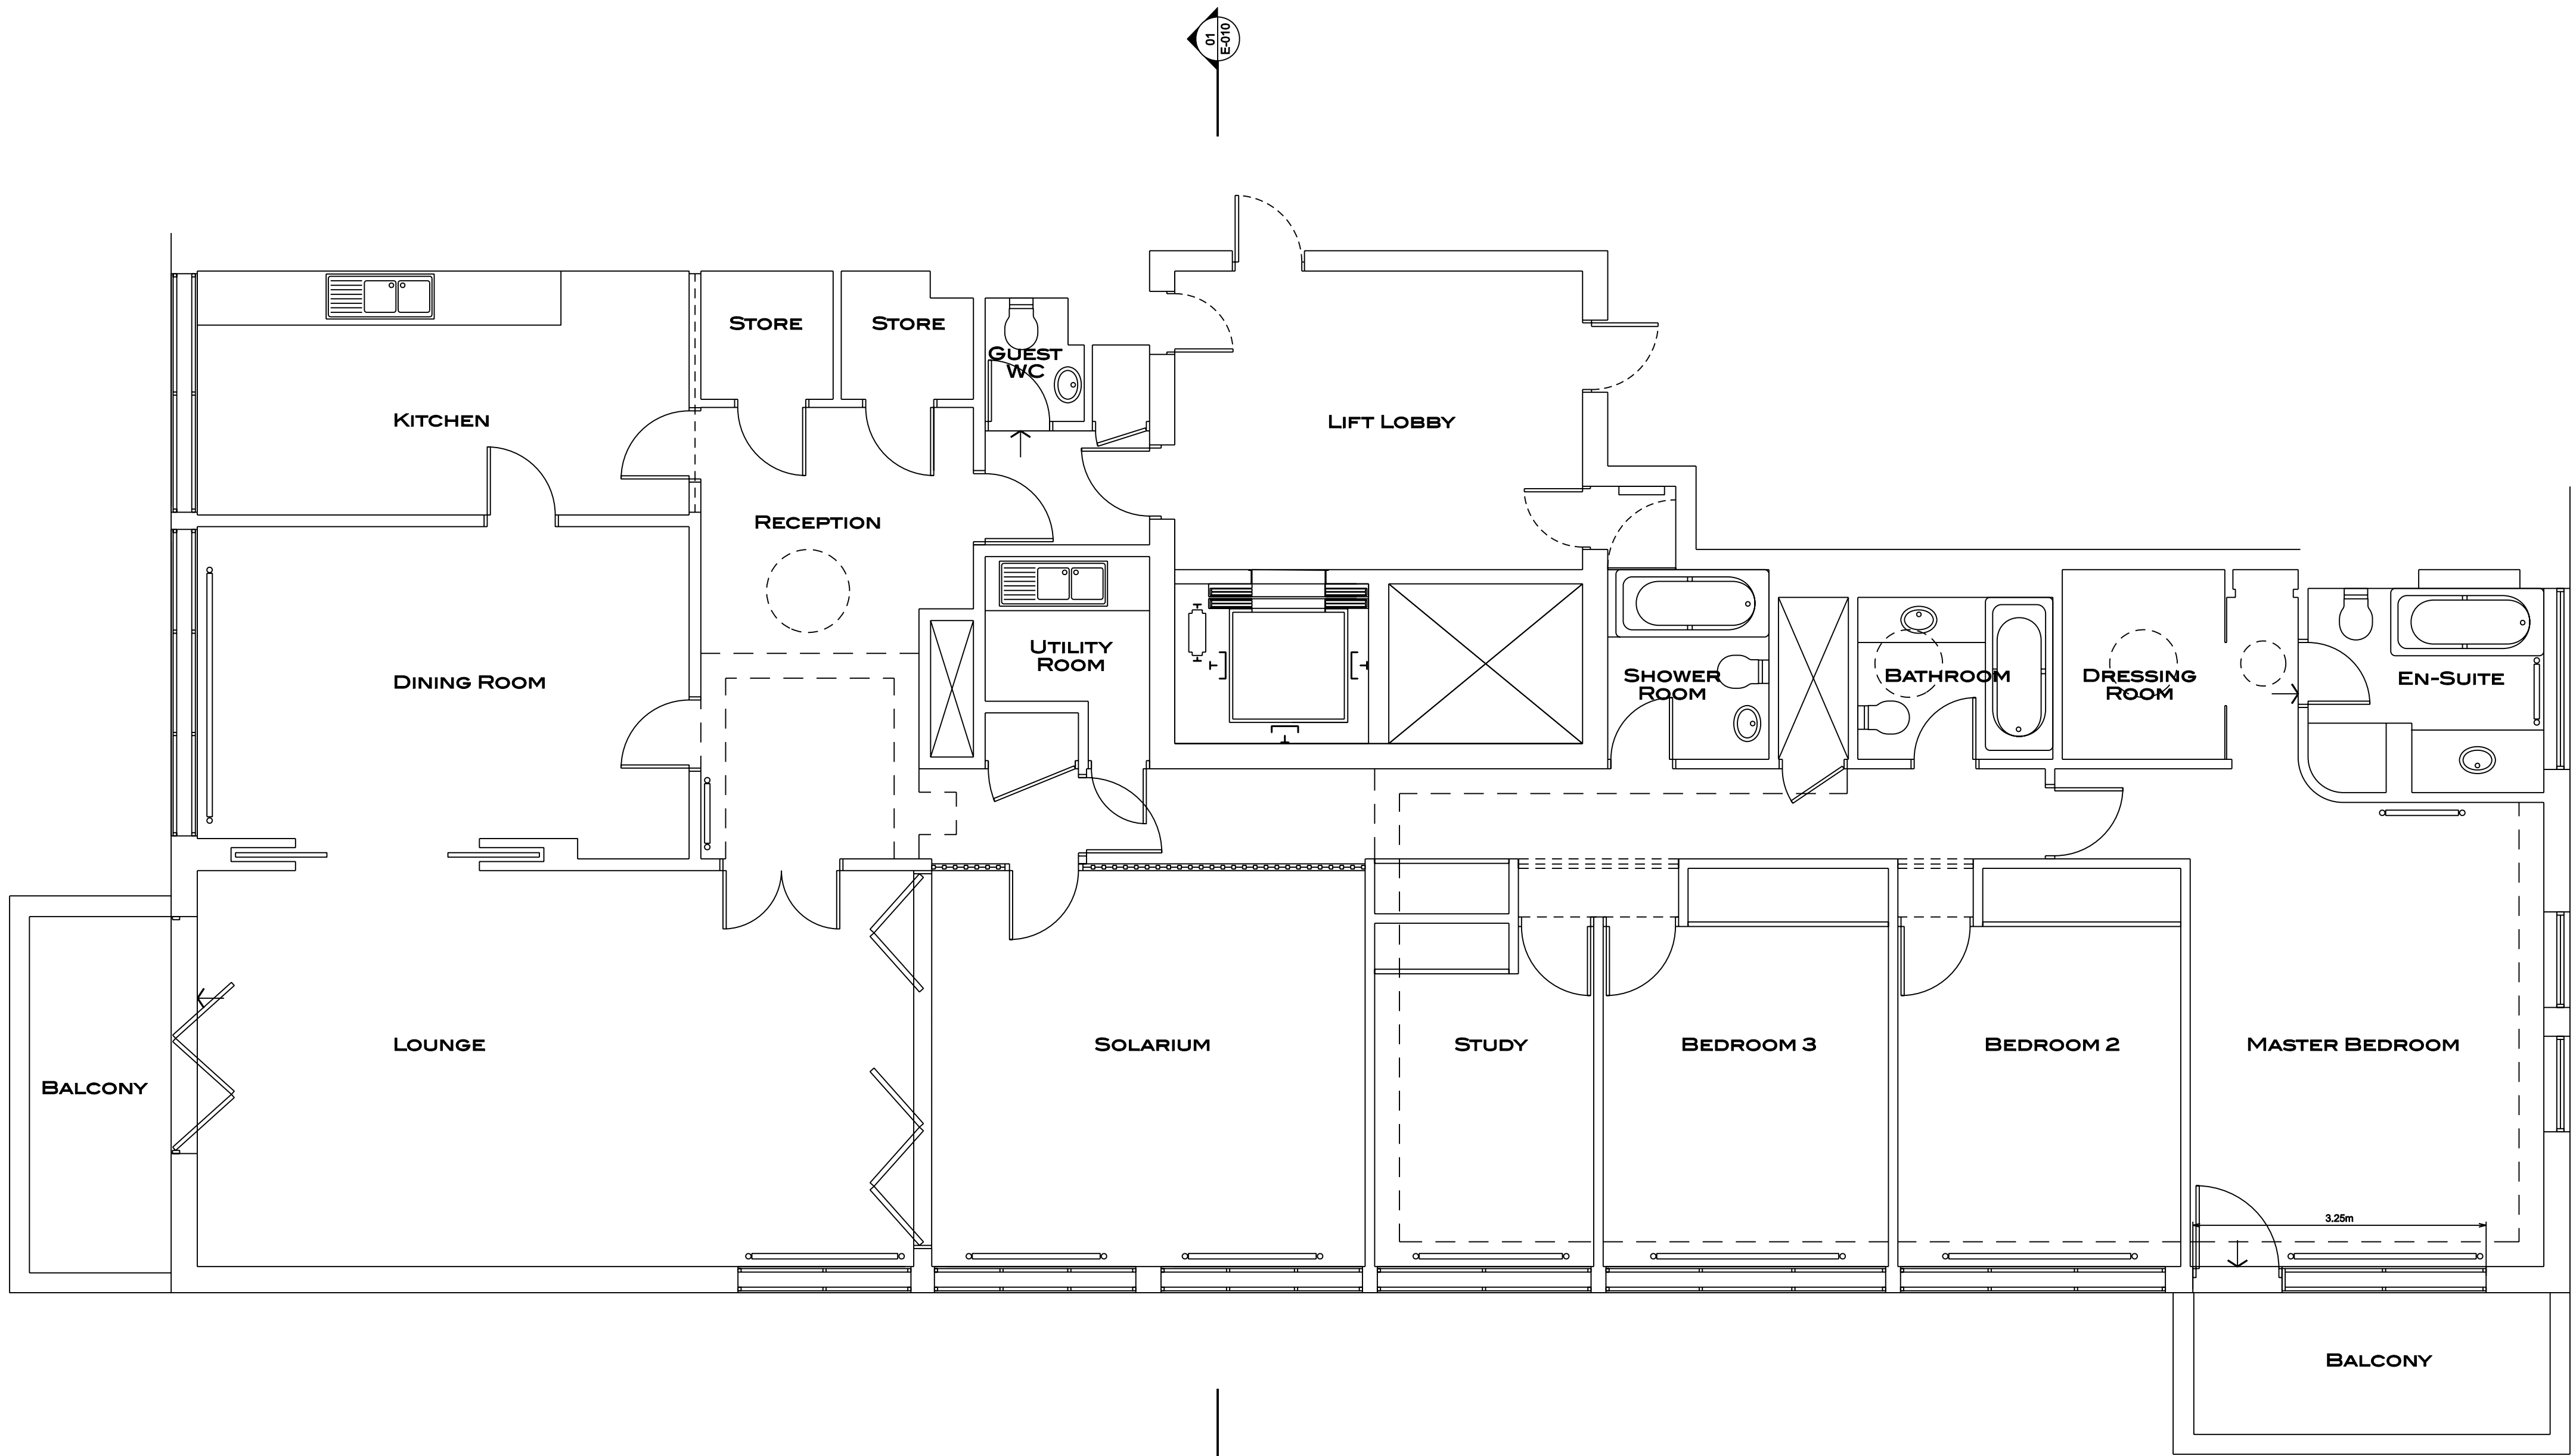 01
E-010
STORE
STORE
GUEST
WC
KITCHEN
LIFT LOBBY
RECEPTION
UTILITY
ROOM
DINING ROOM
SHOWER
ROOM
BATHROOM
DRESSING
ROOM
EN-SUITE
LOUNGE
SOLARIUM
STUDY
BEDROOM 3
BEDROOM 2
MASTER BEDROOM
BALCONY
3.25m
BALCONY